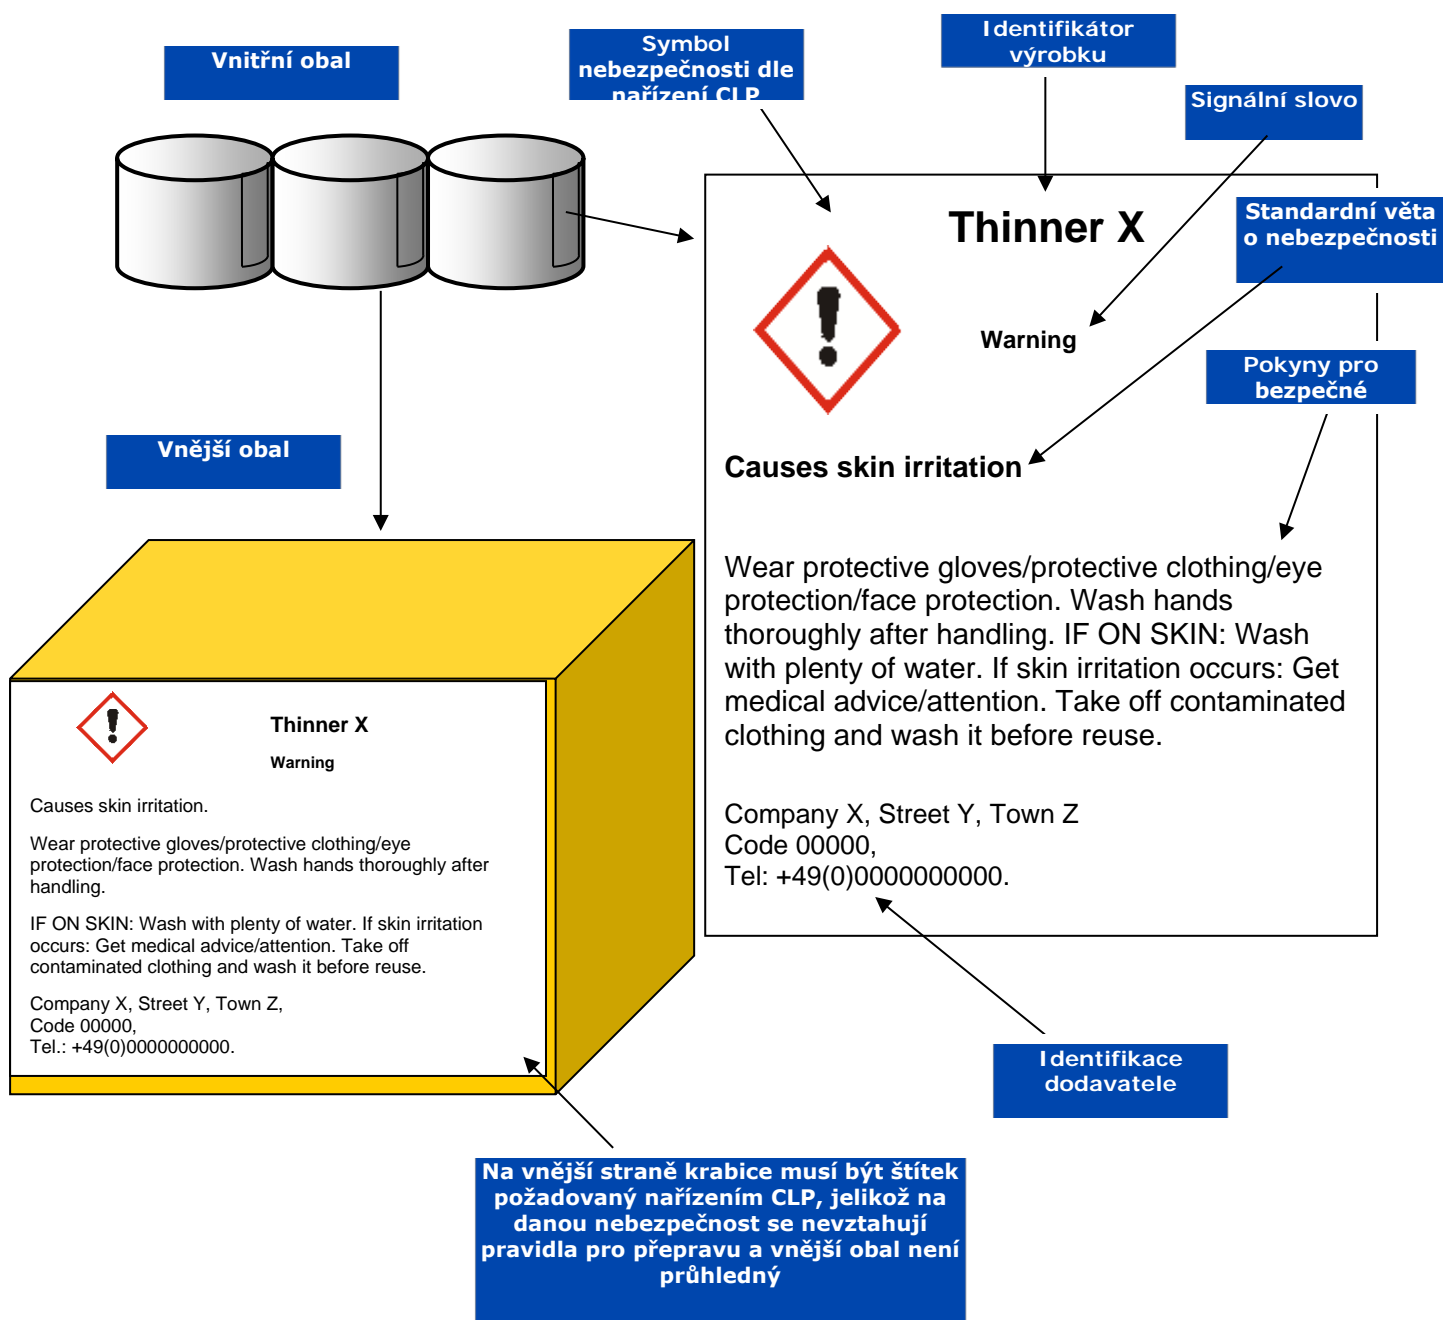 Vnitřní obal
Symbol
nebezpečnosti dle
nařízení CLP
Identifikátor
výrobku
Signální slovo
Standardní věta
o nebezpečnosti
Pokyny pro
bezpečné
Thinner X
Warning
Causes skin irritation
Wear protective gloves/protective clothing/eye
protection/face protection. Wash hands
thoroughly after handling. IF ON SKIN: Wash
with plenty of water. If skin irritation occurs: Get
medical advice/attention. Take off contaminated
clothing and wash it before reuse.
Company X, Street Y, Town Z
Code 00000,
Tel: +49(0)0000000000.
Identifikace
dodavatele
Vnější obal
Thinner X
Warning
Causes skin irritation.
Wear protective gloves/protective clothing/eye
protection/face protection. Wash hands thoroughly after
handling.
IF ON SKIN: Wash with plenty of water. If skin irritation
occurs: Get medical advice/attention. Take off
contaminated clothing and wash it before reuse.
Company X, Street Y, Town Z,
Code 00000,
Tel.: +49(0)0000000000.
Na vnější straně krabice musí být štítek
požadovaný nařízením CLP, jelikož na
danou nebezpečnost se nevztahují
pravidla pro přepravu a vnější obal není
průhledný